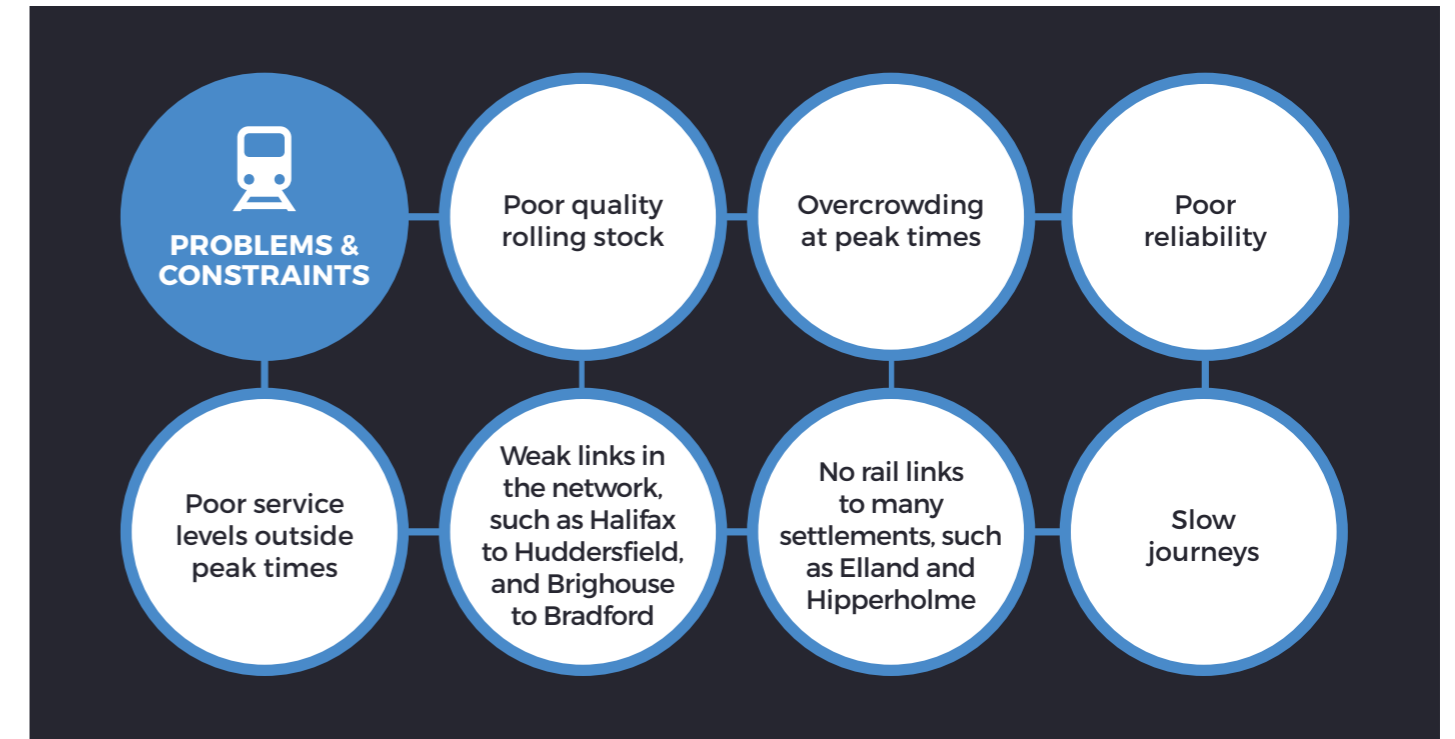 PROBLEMS &
CONSTRAINTS
Poor quality
rolling stock
Overcrowding
at peak times
Poor
reliability
Poor service
levels outside
peak times
Weak links in
the network,
such as Halifax
to Huddersfield,
and Brighouse
to Bradford
No rail links
to many
settlements, such
as Elland and
Hipperholme
Slow
journeys